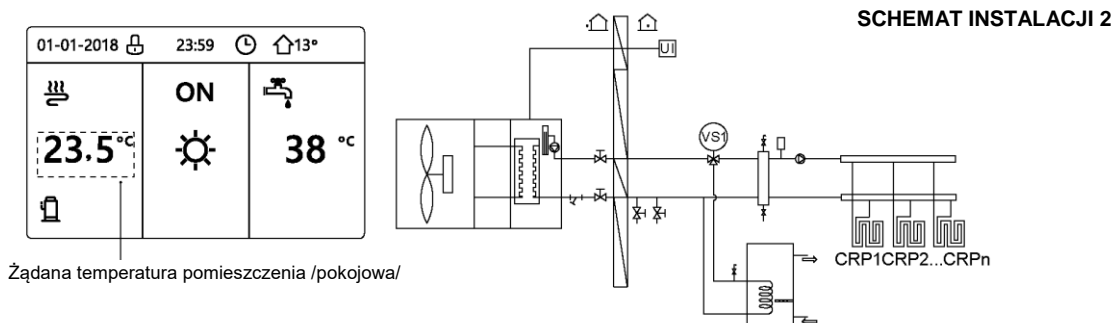 SCHEMAT INSTALACJI 2
01-01-2018 23:59 13°
ON
23.5°C
38 °C
Żądana temperatura pomieszczenia /pokojowa/
UI
VS1
CRP1CRP2...CRPn